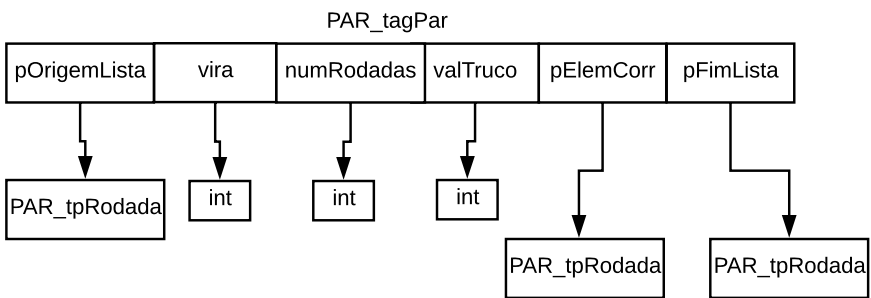 PAR_tagPar
pOrigemLista vira numRodadas valTruco pElemCorr pFimLista
PAR_tpRodada int int int
PAR_tpRodada PAR_tpRodada